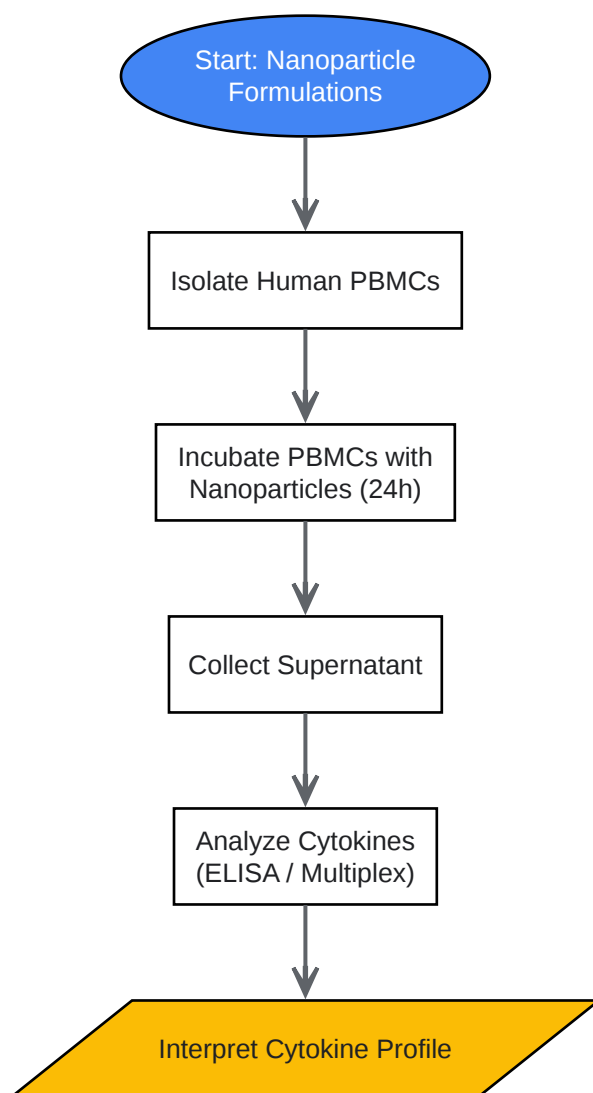 Start: Nanoparticle
Formulations
Isolate Human PBMCs
Incubate PBMCs with
Nanoparticles (24h)
Collect Supernatant
Analyze Cytokines
(ELISA / Multiplex)
Interpret Cytokine Profile